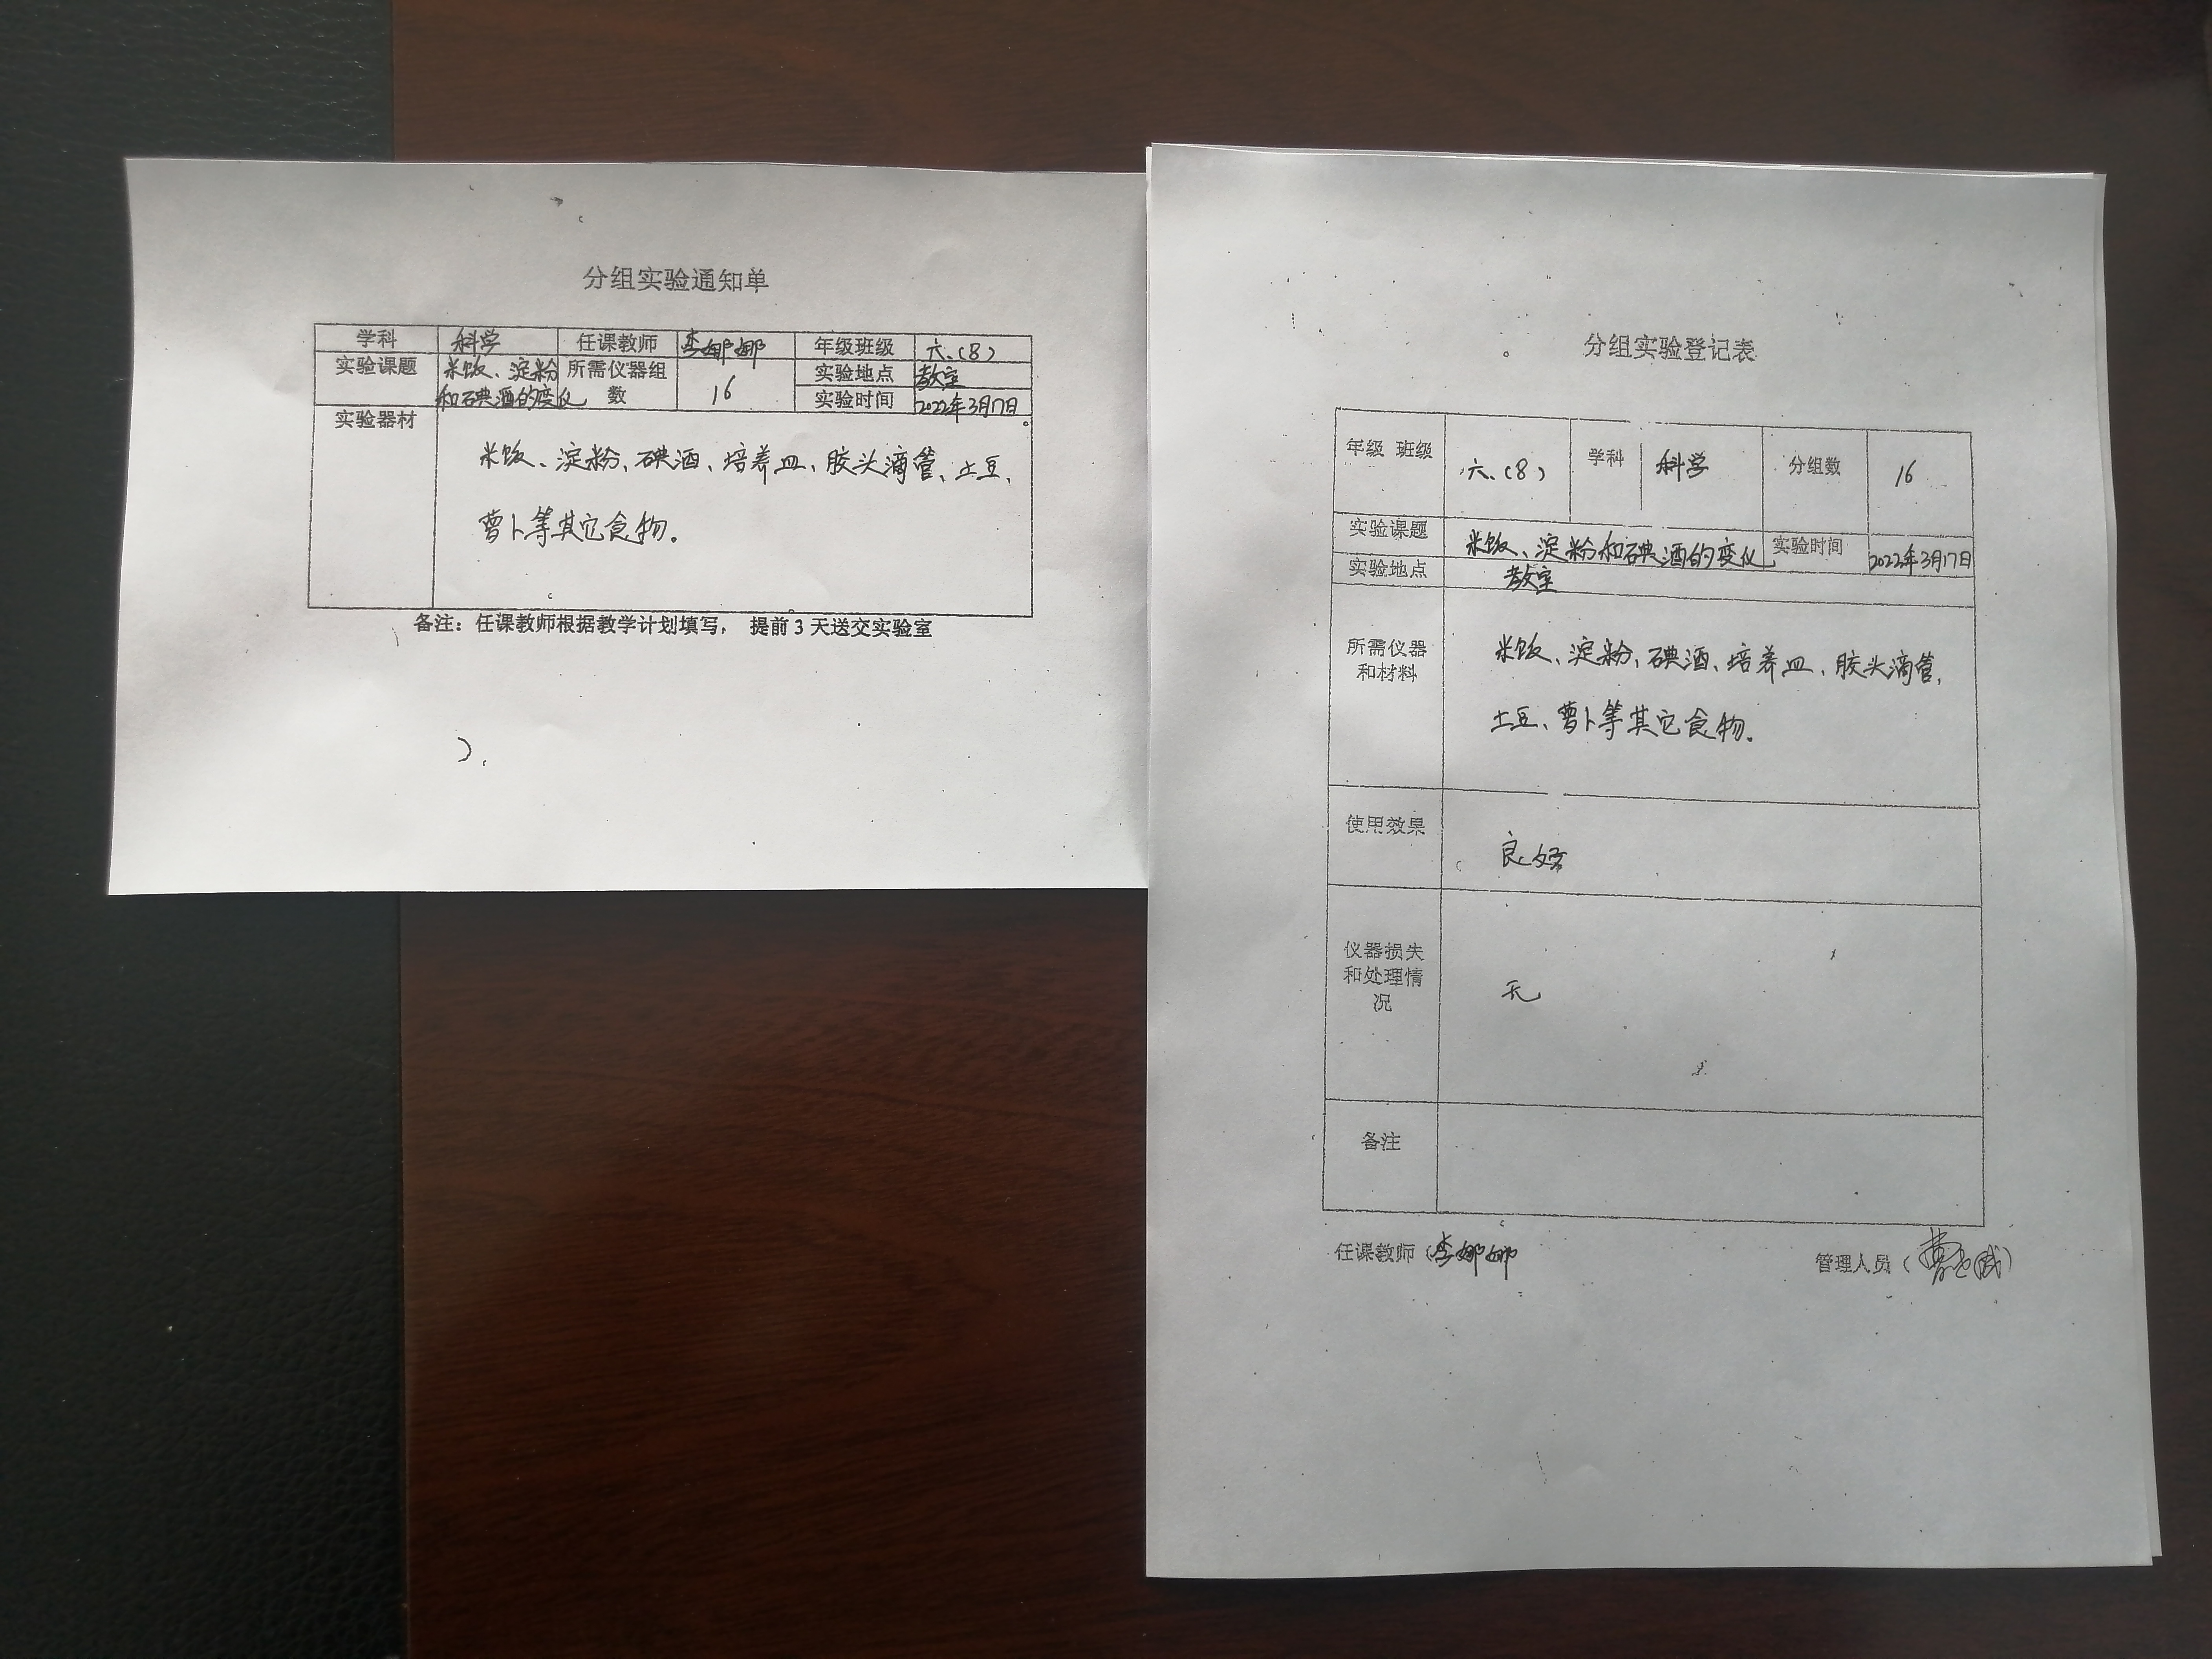 分组实验通知单
学科 科学 任课教师 李娜娜 年级班级 六.(8)
实验课题 米饭、淀粉和碘酒的变化 所需仪器组数 16 实验地点 教室
实验时间 2022年3月17日
实验器材 米饭、淀粉、碘酒、培养皿、胶头滴管、土豆、
萝卜等其它食物。
备注：任课教师根据教学计划填写， 提前3天送交实验室
分组实验登记表
年级 班级 六.(8) 学科 科学 分组数 16
实验课题 米饭、淀粉和碘酒的变化 实验时间 2022年3月17日
实验地点 教室
所需仪器
和材料
米饭、淀粉、碘酒、培养皿、胶头滴管、
土豆、萝卜等其它食物。
使用效果 良好
仪器损失
和处理情
况
无
备注
任课教师（李娜娜 管理人员（曹）